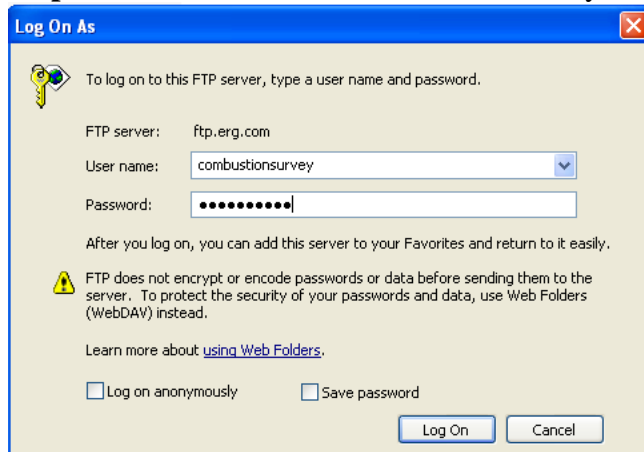 Log On As
To log on to this FTP server, type a user name and password.
FTP server: ftp.erg.com
User name: combustionsurvey
Password: ●●●●●●●●●●
After you log on, you can add this server to your Favorites and return to it easily.
FTP does not encrypt or encode passwords or data before sending them to the
server. To protect the security of your passwords and data, use Web Folders
(WebDAV) instead.
Learn more about using Web Folders.
Log on anonymously Save password
Log On Cancel